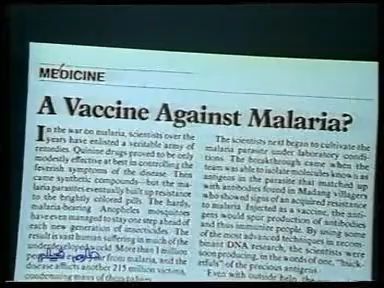 MEDICINE
A Vaccine Against Malaria?
In the war on malaria, scientists over the
years have enlisted a veritable army of
remedies. Quinine drugs proved to be only
modestly effective at best in controlling the
feverish symptoms of the disease. Then
came synthetic compounds—but the ma-
laria parasites eventually built up resistance
to the brightly colored pills. The hardy,
malaria-bearing Anopheles mosquitoes
have even managed to stay one step ahead of
each new generation of insecticides. The
result is vast human suffering in much of the
underdeveloped world. More than 1 million
people from malaria, and the
disease afflicts another 215 million victims,
condemning many of them
The scientists next began to cultivate the
malaria parasite under laboratory condi-
tions. The breakthrough came when the
team was able to isolate molecules known as
antigens in the parasite that matched up
with antibodies found in Madang villagers
who showed signs of an acquired resistance
to malaria. Injected as a vaccine, the anti-
gens would spur production of antibodies
and thus immunize people. By using some
of the most advanced techniques in recom-
binant DNA research, the scientists were
soon producing, in the words of one, "buck-
etfuls" of the precious antigens.
Even with outside help, the